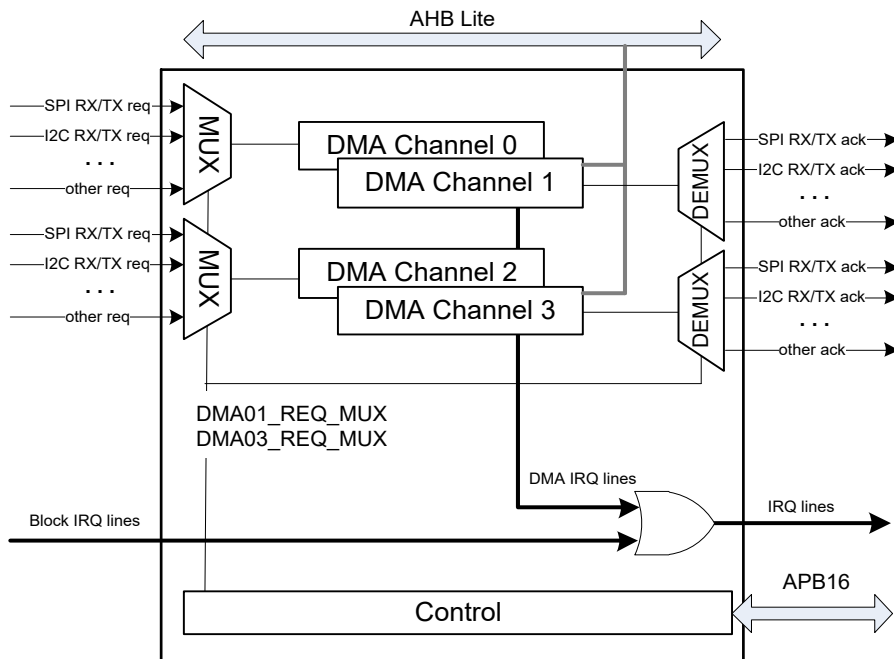 AHB Lite
SPI RX/TX req
I2C RX/TX req
. . .
other req
MUX
DMA Channel 0
DMA Channel 1
DEMUX
SPI RX/TX ack
I2C RX/TX ack
. . .
other ack
SPI RX/TX req
I2C RX/TX req
. . .
other req
MUX
DMA Channel 2
DMA Channel 3
DEMUX
SPI RX/TX ack
I2C RX/TX ack
. . .
other ack
DMA01_REQ_MUX
DMA03_REQ_MUX
DMA IRQ lines
Block IRQ lines
IRQ lines
APB16
Control